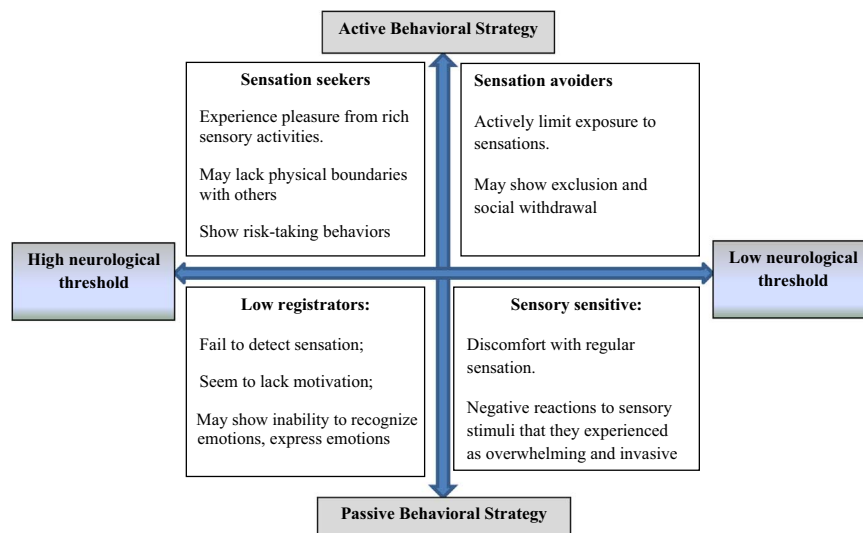 Active Behavioral Strategy
Sensation seekers
Experience pleasure from rich
sensory activities.
May lack physical boundaries
with others
Show risk-taking behaviors
Sensation avoiders
Actively limit exposure to
sensations.
May show exclusion and
social withdrawal
High neurological
threshold
Low neurological
threshold
Low registrators:
Fail to detect sensation;
Seem to lack motivation;
May show inability to recognize
emotions, express emotions
Sensory sensitive:
Discomfort with regular
sensation.
Negative reactions to sensory
stimuli that they experienced
as overwhelming and invasive
Passive Behavioral Strategy